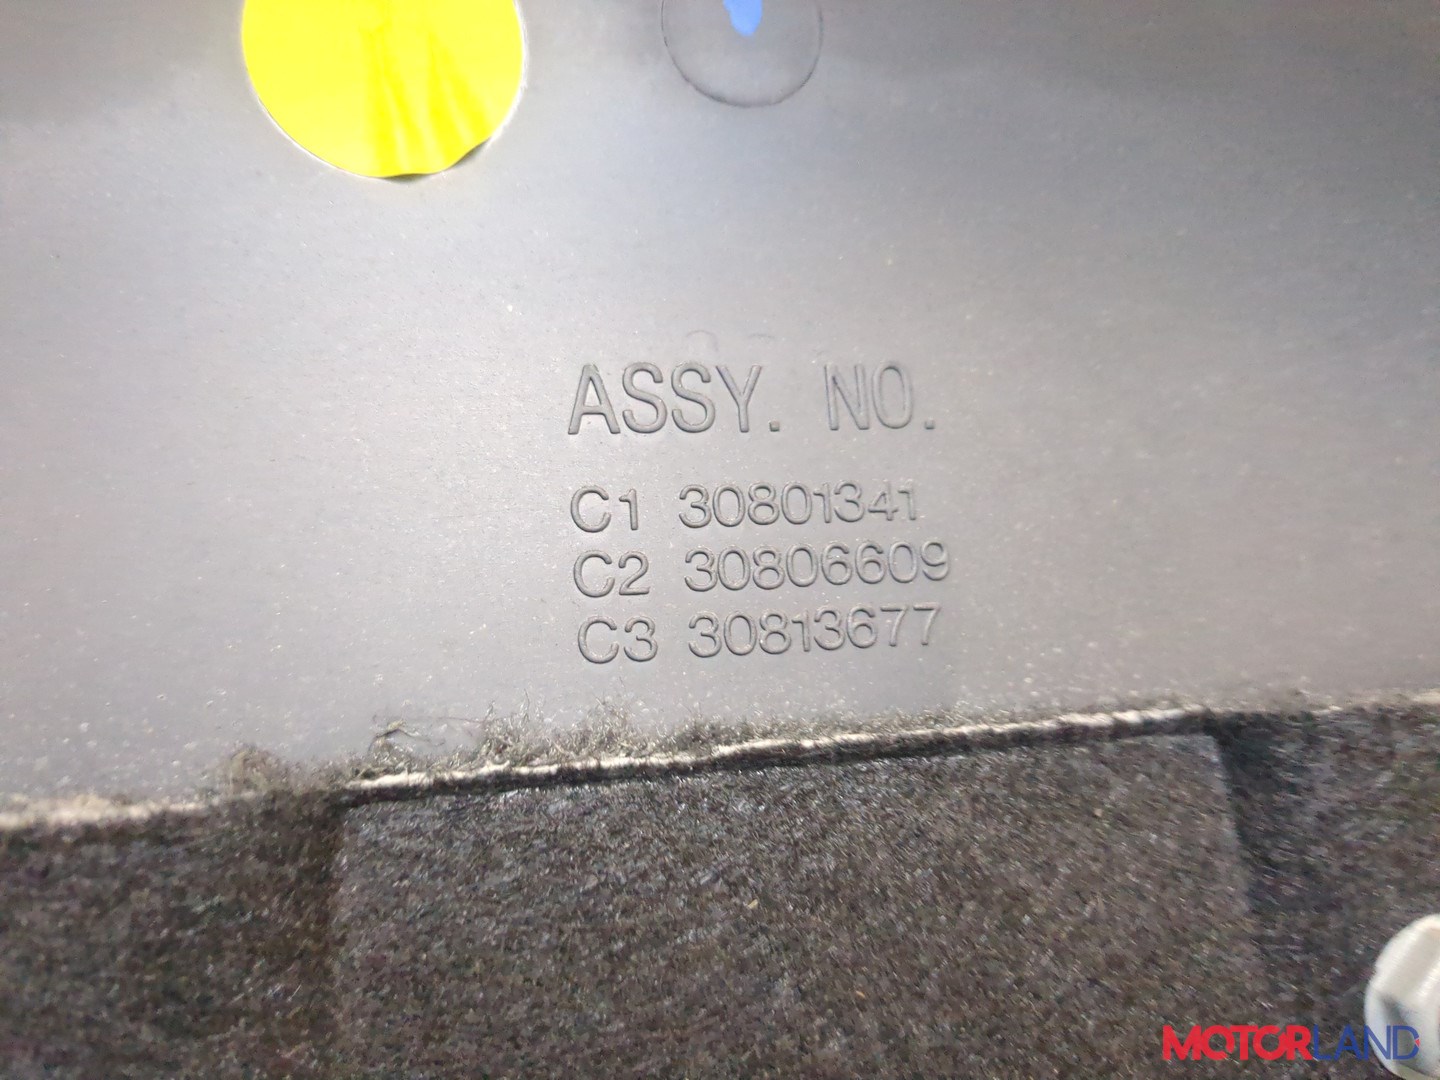 ASSY. NO.
C1 30801341
C2 30806609
C3 30813677
MOTORLAND